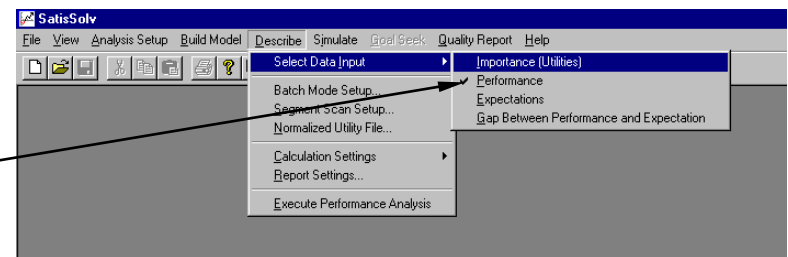 SatisSolv
File View Analysis Setup Build Model Describe Simulate Goal Seek Quality Report Help
Select Data Input
Importance (Utilities)
Performance
Expectations
Gap Between Performance and Expectation
Batch Mode Setup...
Segment Scan Setup...
Normalized Utility File...
Calculation Settings
Report Settings...
Execute Performance Analysis